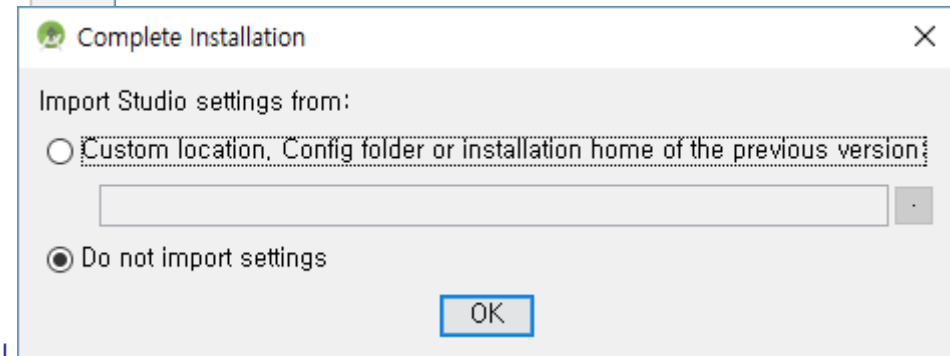 Complete Installation
Import Studio settings from:
Custom location, Config folder or installation home of the previous version:
Do not import settings
OK